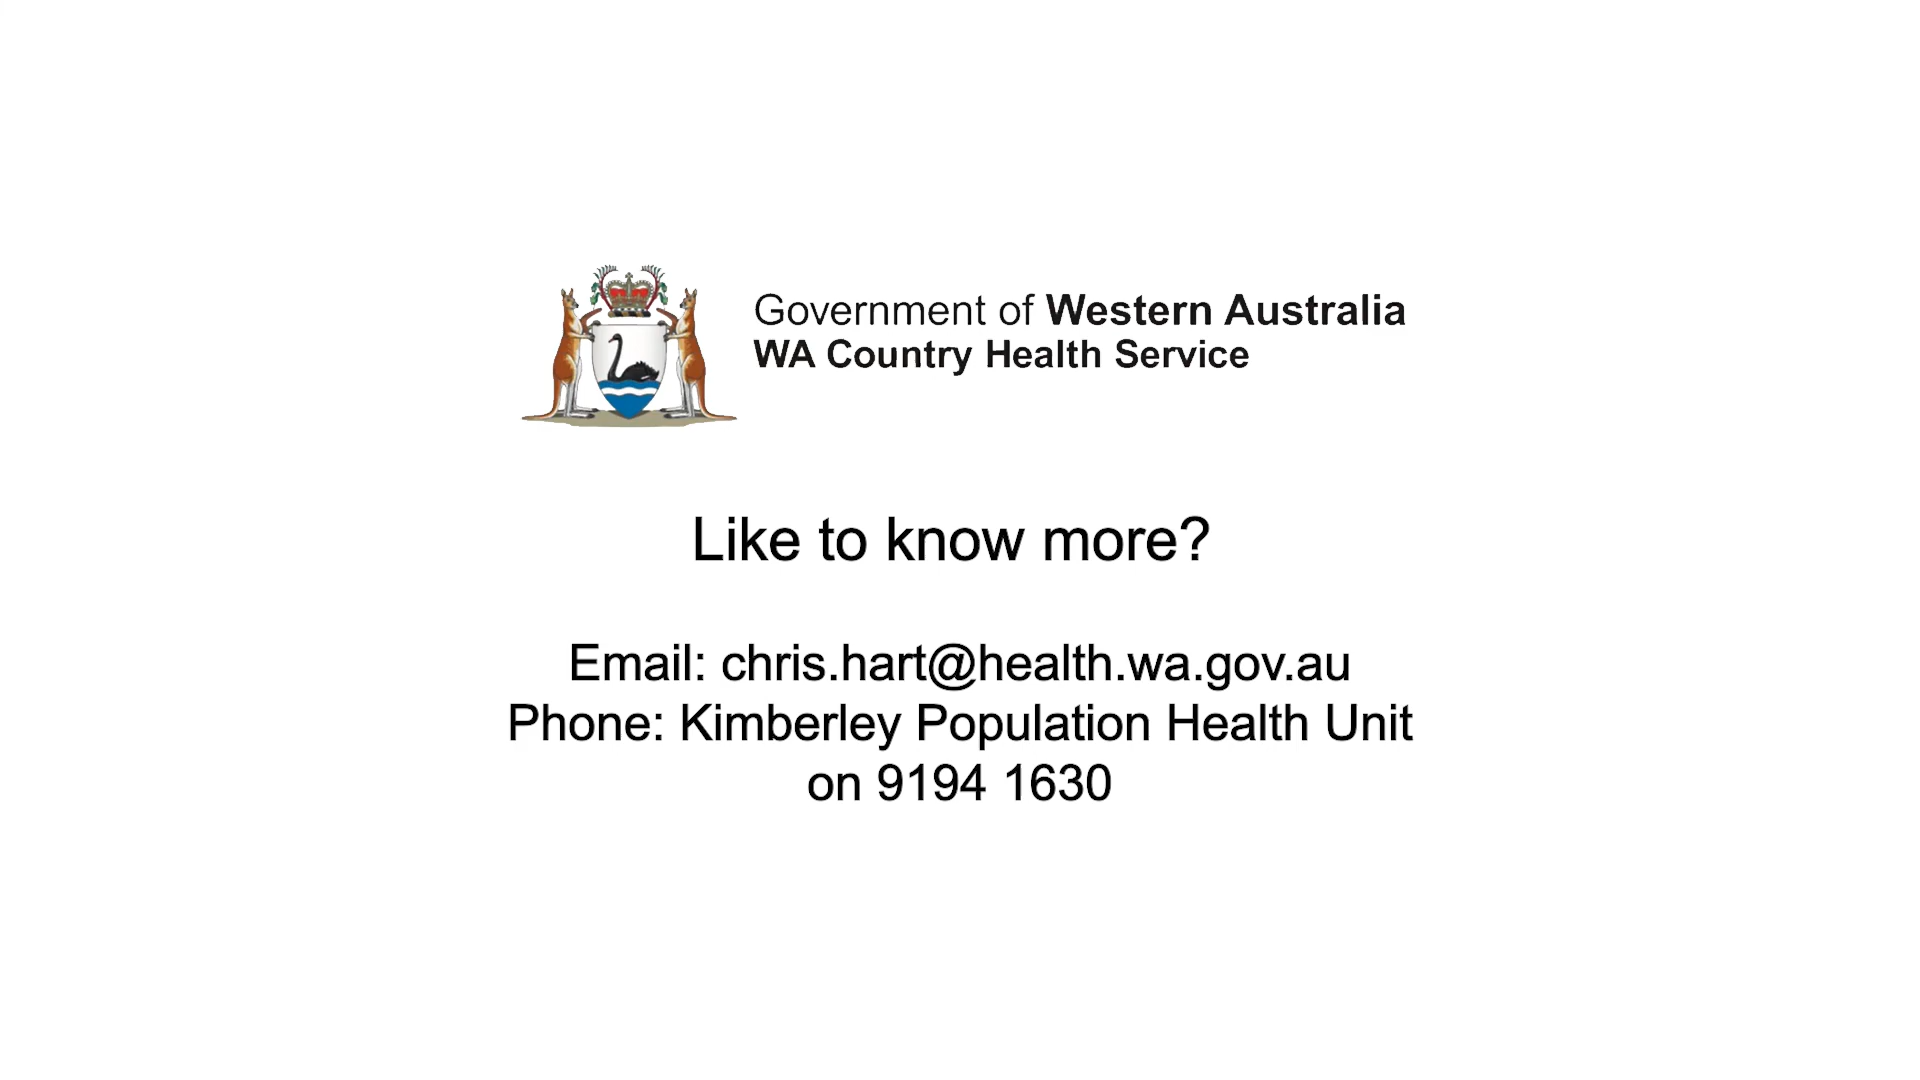 Government of Western Australia
WA Country Health Service
Like to know more?
Email: chris.hart@health.wa.gov.au
Phone: Kimberley Population Health Unit
on 9194 1630